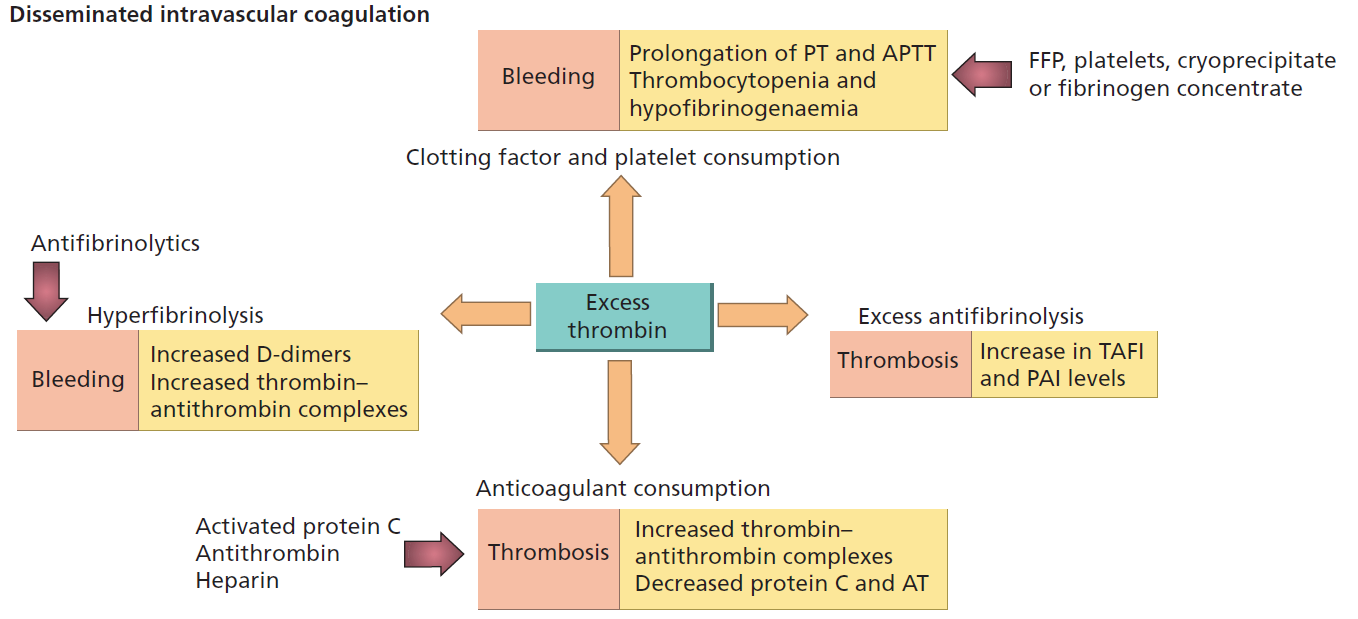 Disseminated intravascular coagulation
Bleeding
Prolongation of PT and APTT
Thrombocytopenia and
hypofibrinogenaemia
FFP, platelets, cryoprecipitate
or fibrinogen concentrate
Clotting factor and platelet consumption
Antifibrinolytics
Hyperfibrinolysis
Bleeding
Increased D-dimers
Increased thrombin–
antithrombin complexes
Excess
thrombin
Excess antifibrinolysis
Thrombosis
Increase in TAFI
and PAI levels
Anticoagulant consumption
Activated protein C
Antithrombin
Heparin
Thrombosis
Increased thrombin–
antithrombin complexes
Decreased protein C and AT